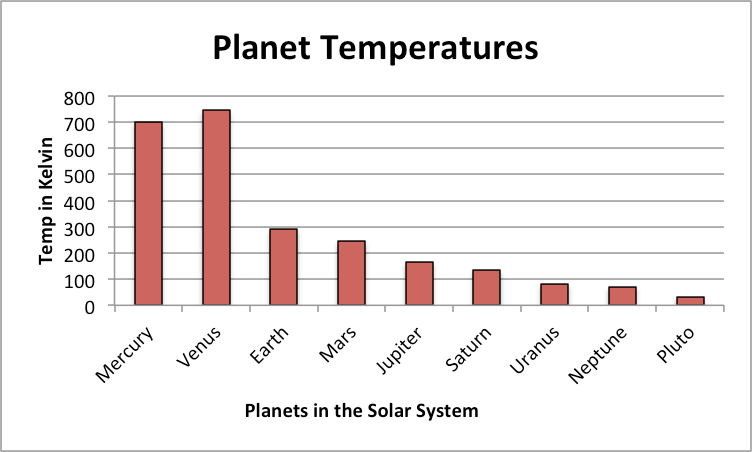 Planet Temperatures
Temp in Kelvin
800
700
600
500
400
300
200
100
0
Mercury
Venus
Earth
Mars
Jupiter
Saturn
Uranus
Neptune
Pluto
Planets in the Solar System